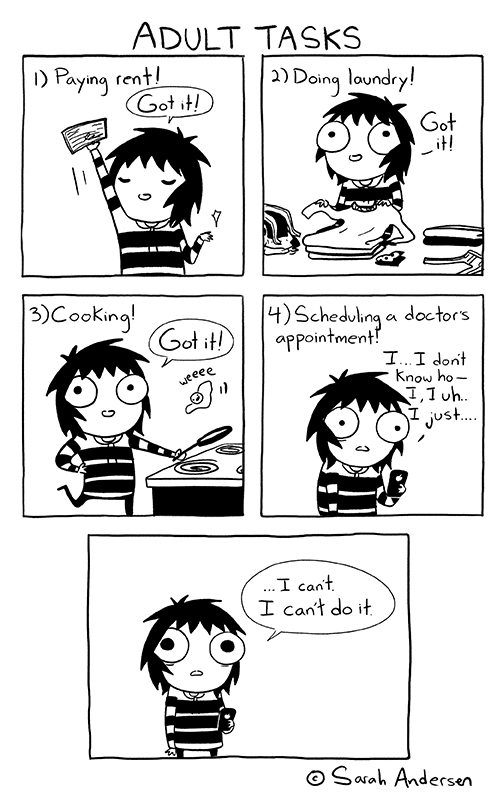 ADULT TASKS
1) Paying rent!
Got it!
2) Doing laundry!
Got
it!
3) Cooking!
Got it!
weeee
4) Scheduling a doctor's
appointment!
I...I don't
know ho—
I, I uh..
I just....
...I can't.
I can't do it.
© Sarah Andersen